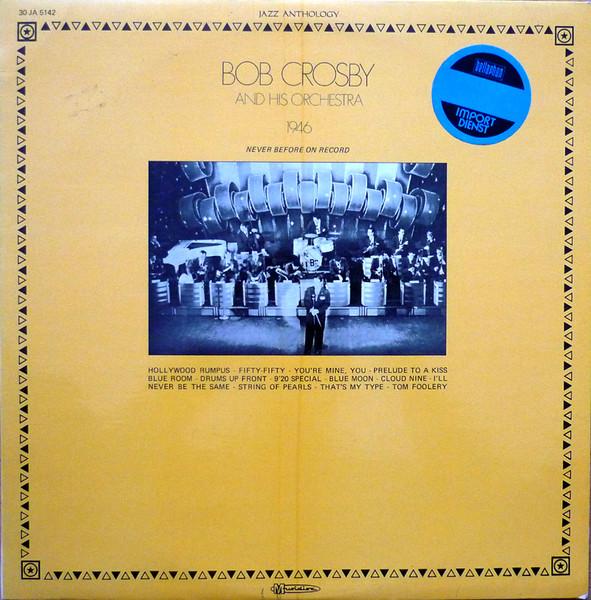 30 JA 5142
JAZZ ANTHOLOGY
BOB CROSBY
AND HIS ORCHESTRA
1946
NEVER BEFORE ON RECORD
bellaphon
IMPORT
DIENST
BC
HOLLYWOOD RUMPUS - FIFTY-FIFTY - YOU'RE MINE, YOU - PRELUDE TO A KISS
BLUE ROOM - DRUMS UP FRONT - 9'20 SPECIAL - BLUE MOON - CLOUD NINE - I'LL
NEVER BE THE SAME - STRING OF PEARLS - THAT'S MY TYPE - TOM FOOLERY
Musidisc